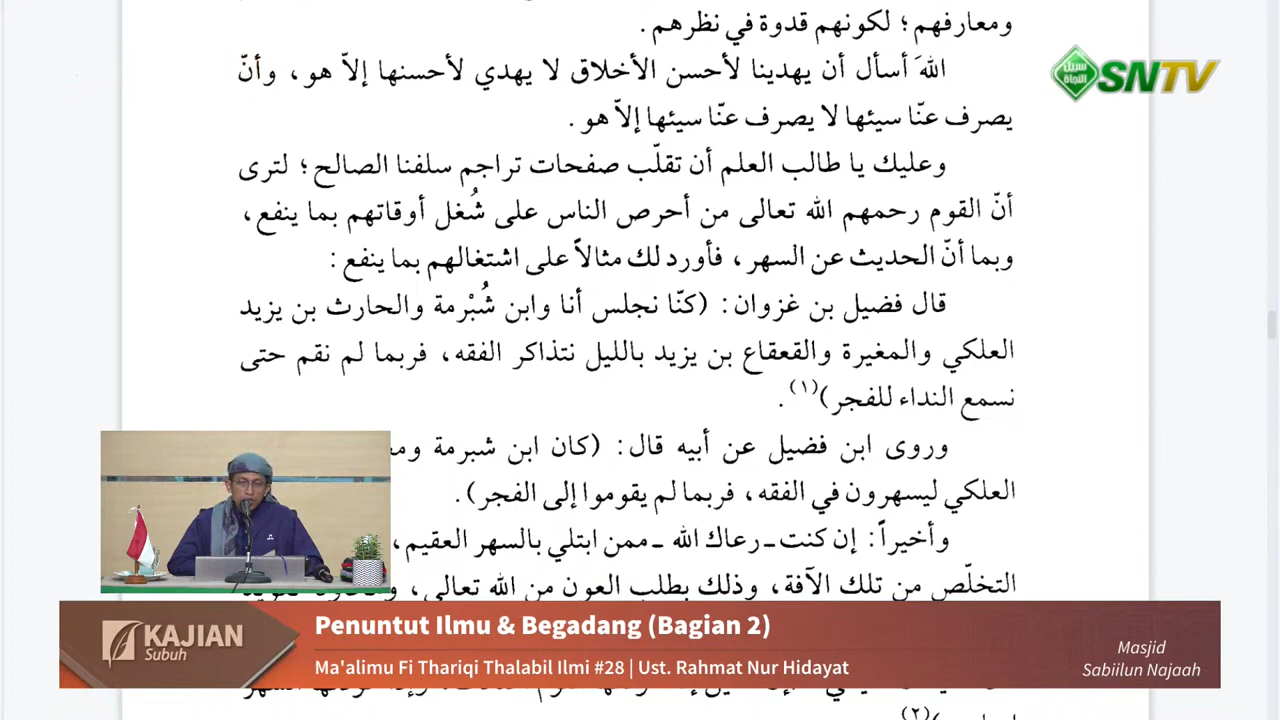 ومعارفهم؛ لكونهم قدوة في نظرهم.
اللهَ أسأل أن يهدينا لأحسن الأخلاق لا يهدي لأحسنها إلاّ هو، وأنّ
يصرف عنّا سيئها لا يصرف عنّا سيئها إلاّ هو.
وعليك يا طالب العلم أن تقلّب صفحات تراجم سلفنا الصالح؛ لترى
أنّ القوم رحمهم الله تعالى من أحرص الناس على شُغل أوقاتهم بما ينفع،
وبما أنّ الحديث عن السهر، فأورد لك مثالاً على اشتغالهم بما ينفع:
قال فضيل بن غزوان: (كنّا نجلس أنا وابن شُبْرمة والحارث بن يزيد
العلكي والمغيرة والقعقاع بن يزيد بالليل نتذاكر الفقه، فربما لم نقم حتى
نسمع النداء للفجر)(١).
وروى ابن فضيل عن أبيه قال: (كان ابن شبرمة
العلكي ليسهرون في الفقه، فربما لم يقوموا إلى الفجر).
وأخيراً: إن كنت ـ رعاك الله ـ ممن ابتلي بالسهر العقيم،
التخلّص من تلك الآفة، وذلك بطلب العون من الله تعالى،
(٢)
سبيل النجاة
SNTV
KAJIAN
Subuh
Penuntut Ilmu & Begadang (Bagian 2)
Ma'alimu Fi Thariqi Thalabil Ilmi #28 | Ust. Rahmat Nur Hidayat
Masjid
Sabiilun Najaah